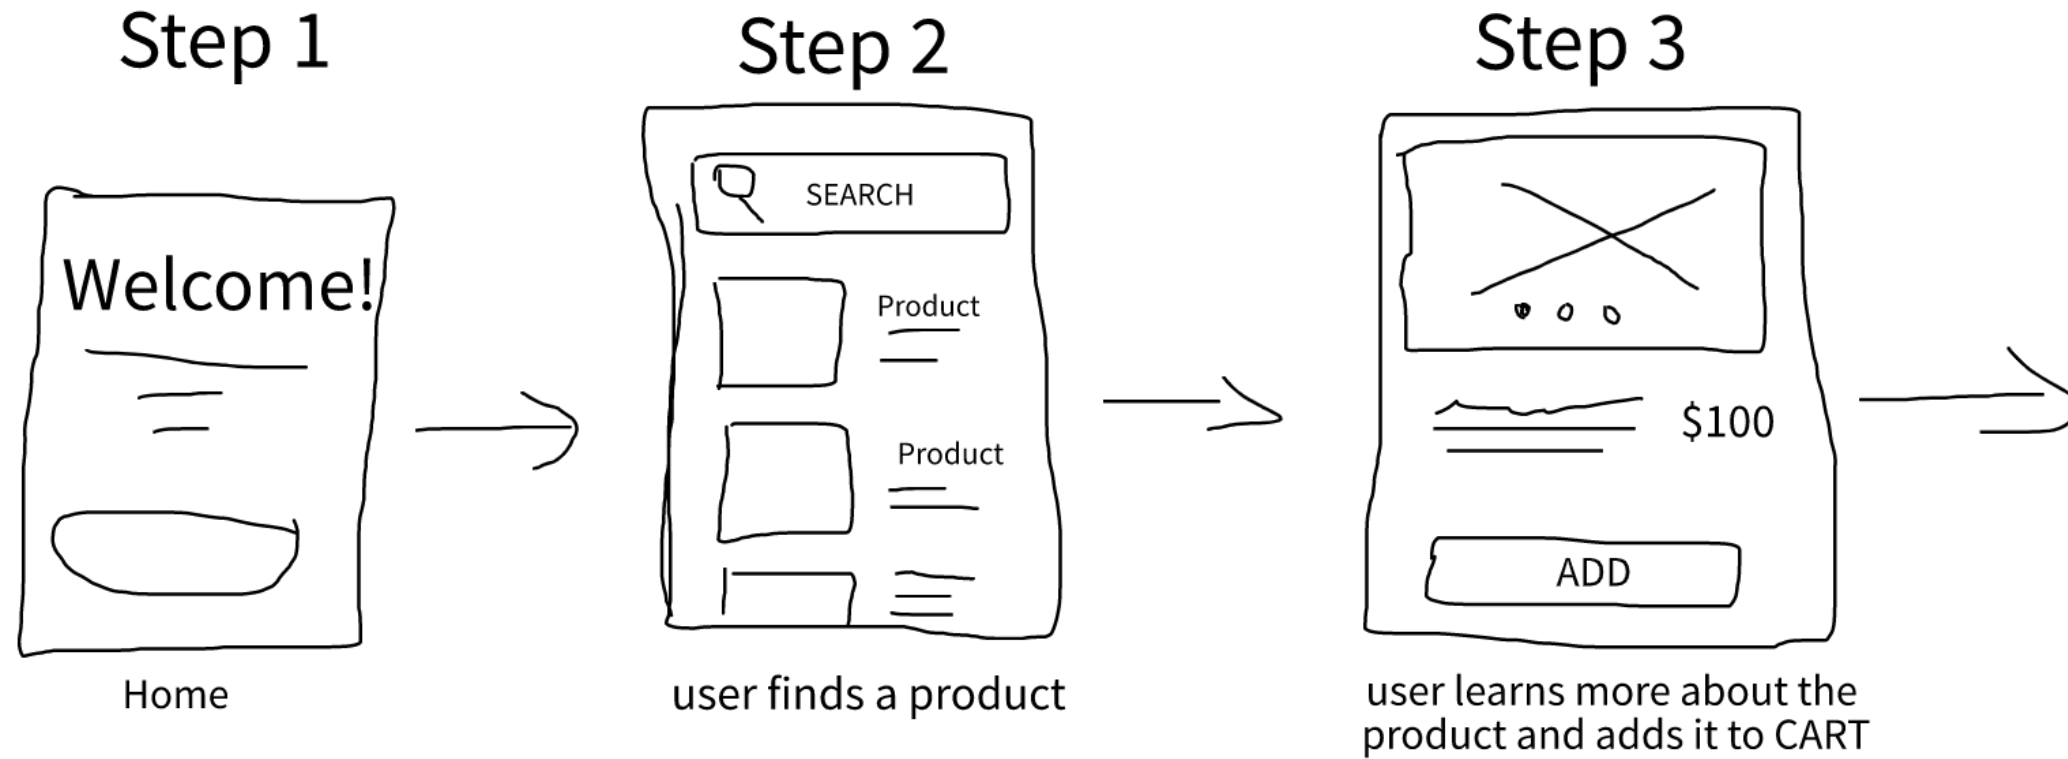 Step 1
Step 2
Step 3
Welcome!
SEARCH
Product
Product
$100
ADD
Home
user finds a product
user learns more about the
product and adds it to CART